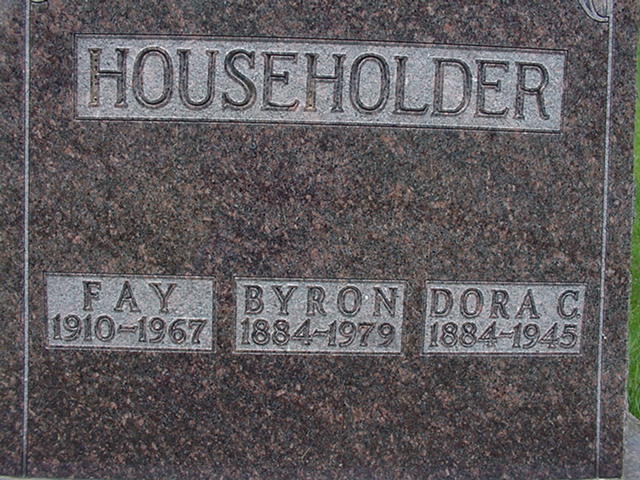 HOUSEHOLDER
FAY
1910-1967
BYRON
1884-1979
DORA C.
1884-1945